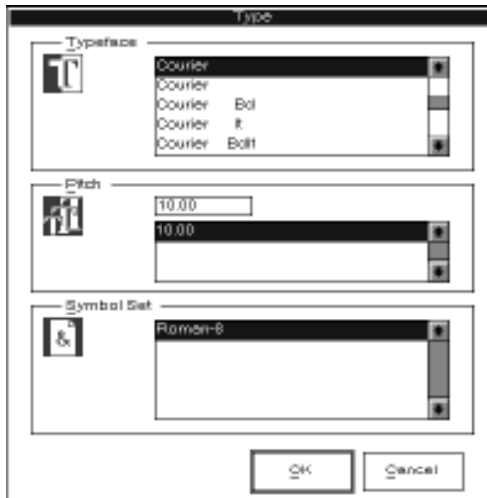 Type
Typeface
Courier
Courier
Courier Bd
Courier It
Courier BdIt
Pitch
10.00
10.00
Symbol Set
&
Roman-8
OK
Cancel